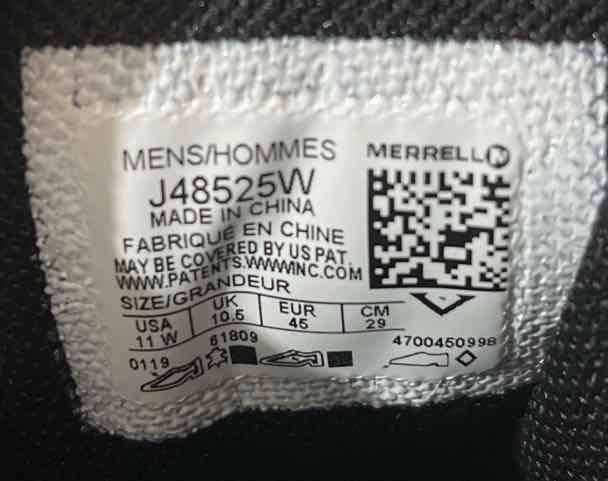 MENS/HOMMES
MERRELL
J48525W
MADE IN CHINA
FABRIQUE EN CHINE
MAY BE COVERED BY US PAT.
WWW.PATENTS.WWWINC.COM
SIZE/GRANDEUR
USA UK EUR CM
11 W 10.5 45 29
0119 61809 4700450998